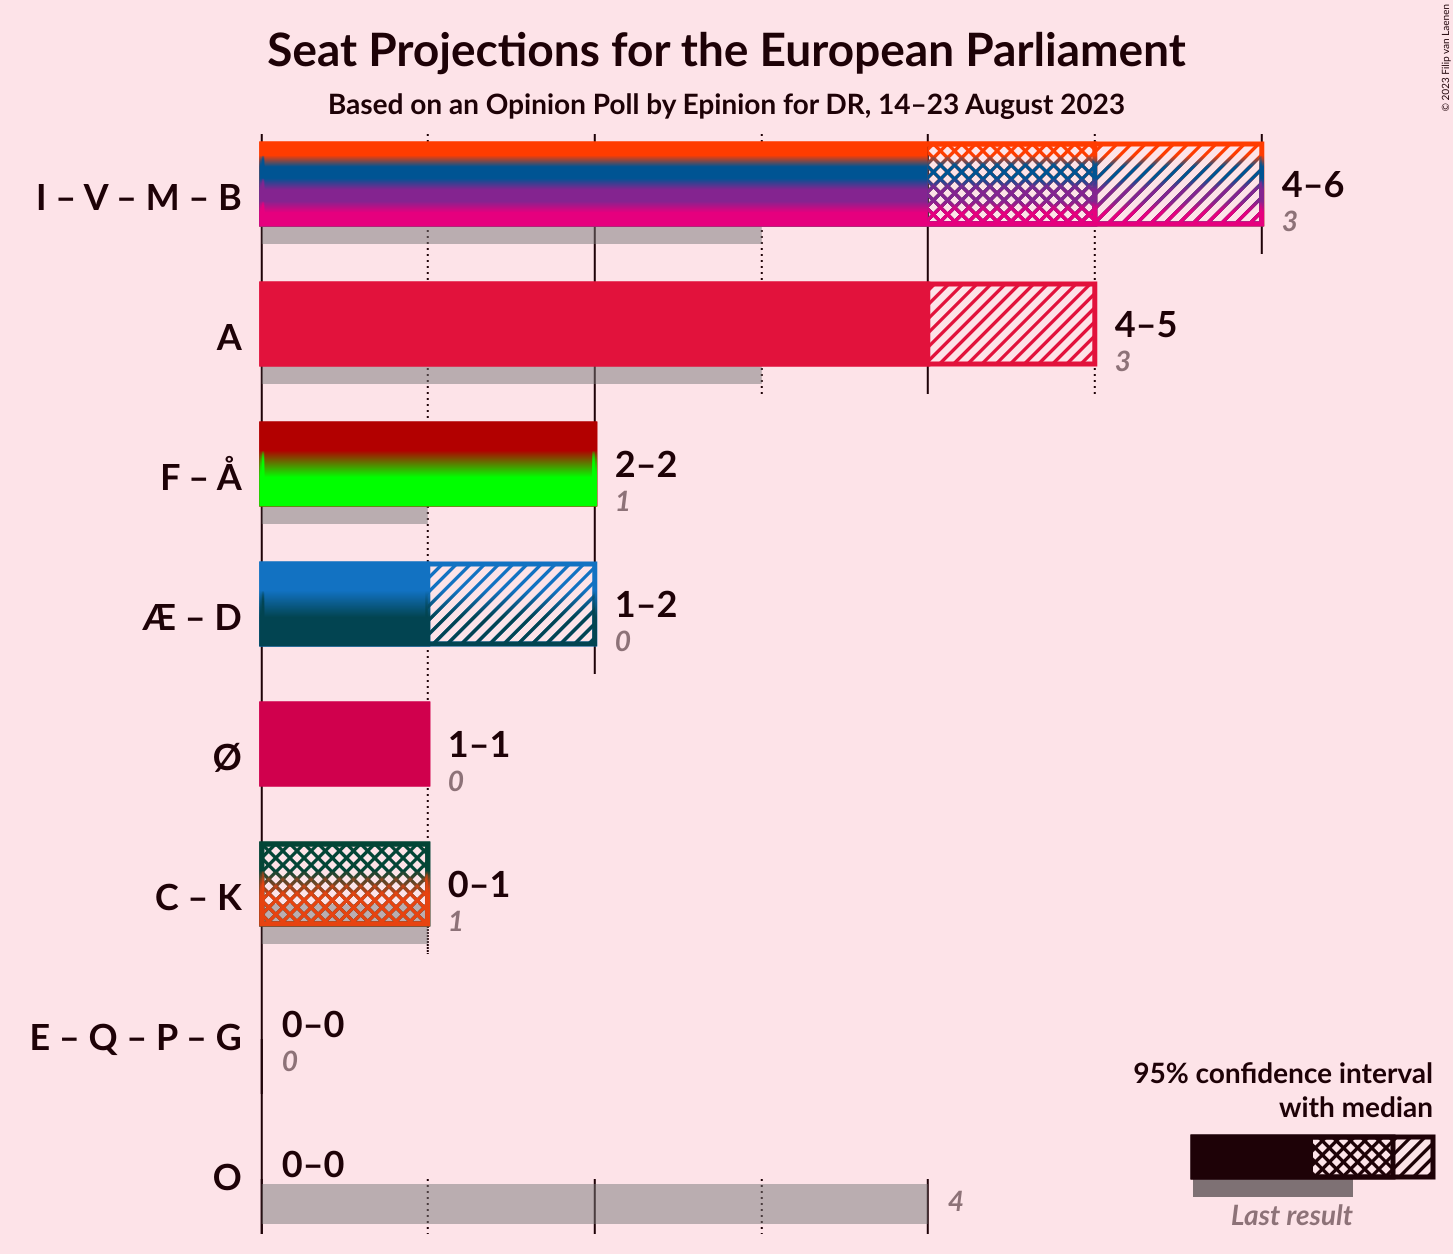 Seat Projections for the European Parliament
Based on an Opinion Poll by Epinion for DR, 14–23 August 2023
© 2023 Filip van Laenen
I – V – M – B
4–6
3
A
4–5
3
F – Å
2–2
1
Æ – D
1–2
0
Ø
1–1
0
C – K
0–1
1
E – Q – P – G
0–0
0
O
0–0
4
95% confidence interval
with median
Last result